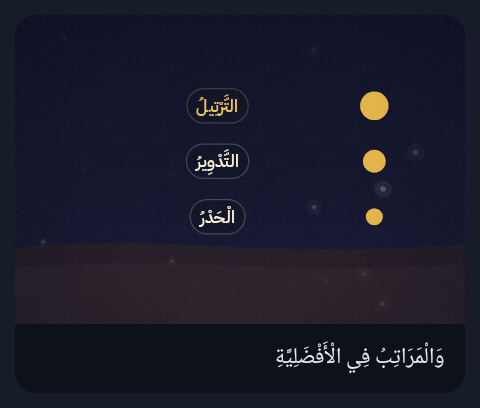 التَّرْتِيلُ
التَّدْوِيرُ
الْحَدْرُ
وَالْمَرَاتِبُ فِي الْأَفْضَلِيَّةِ